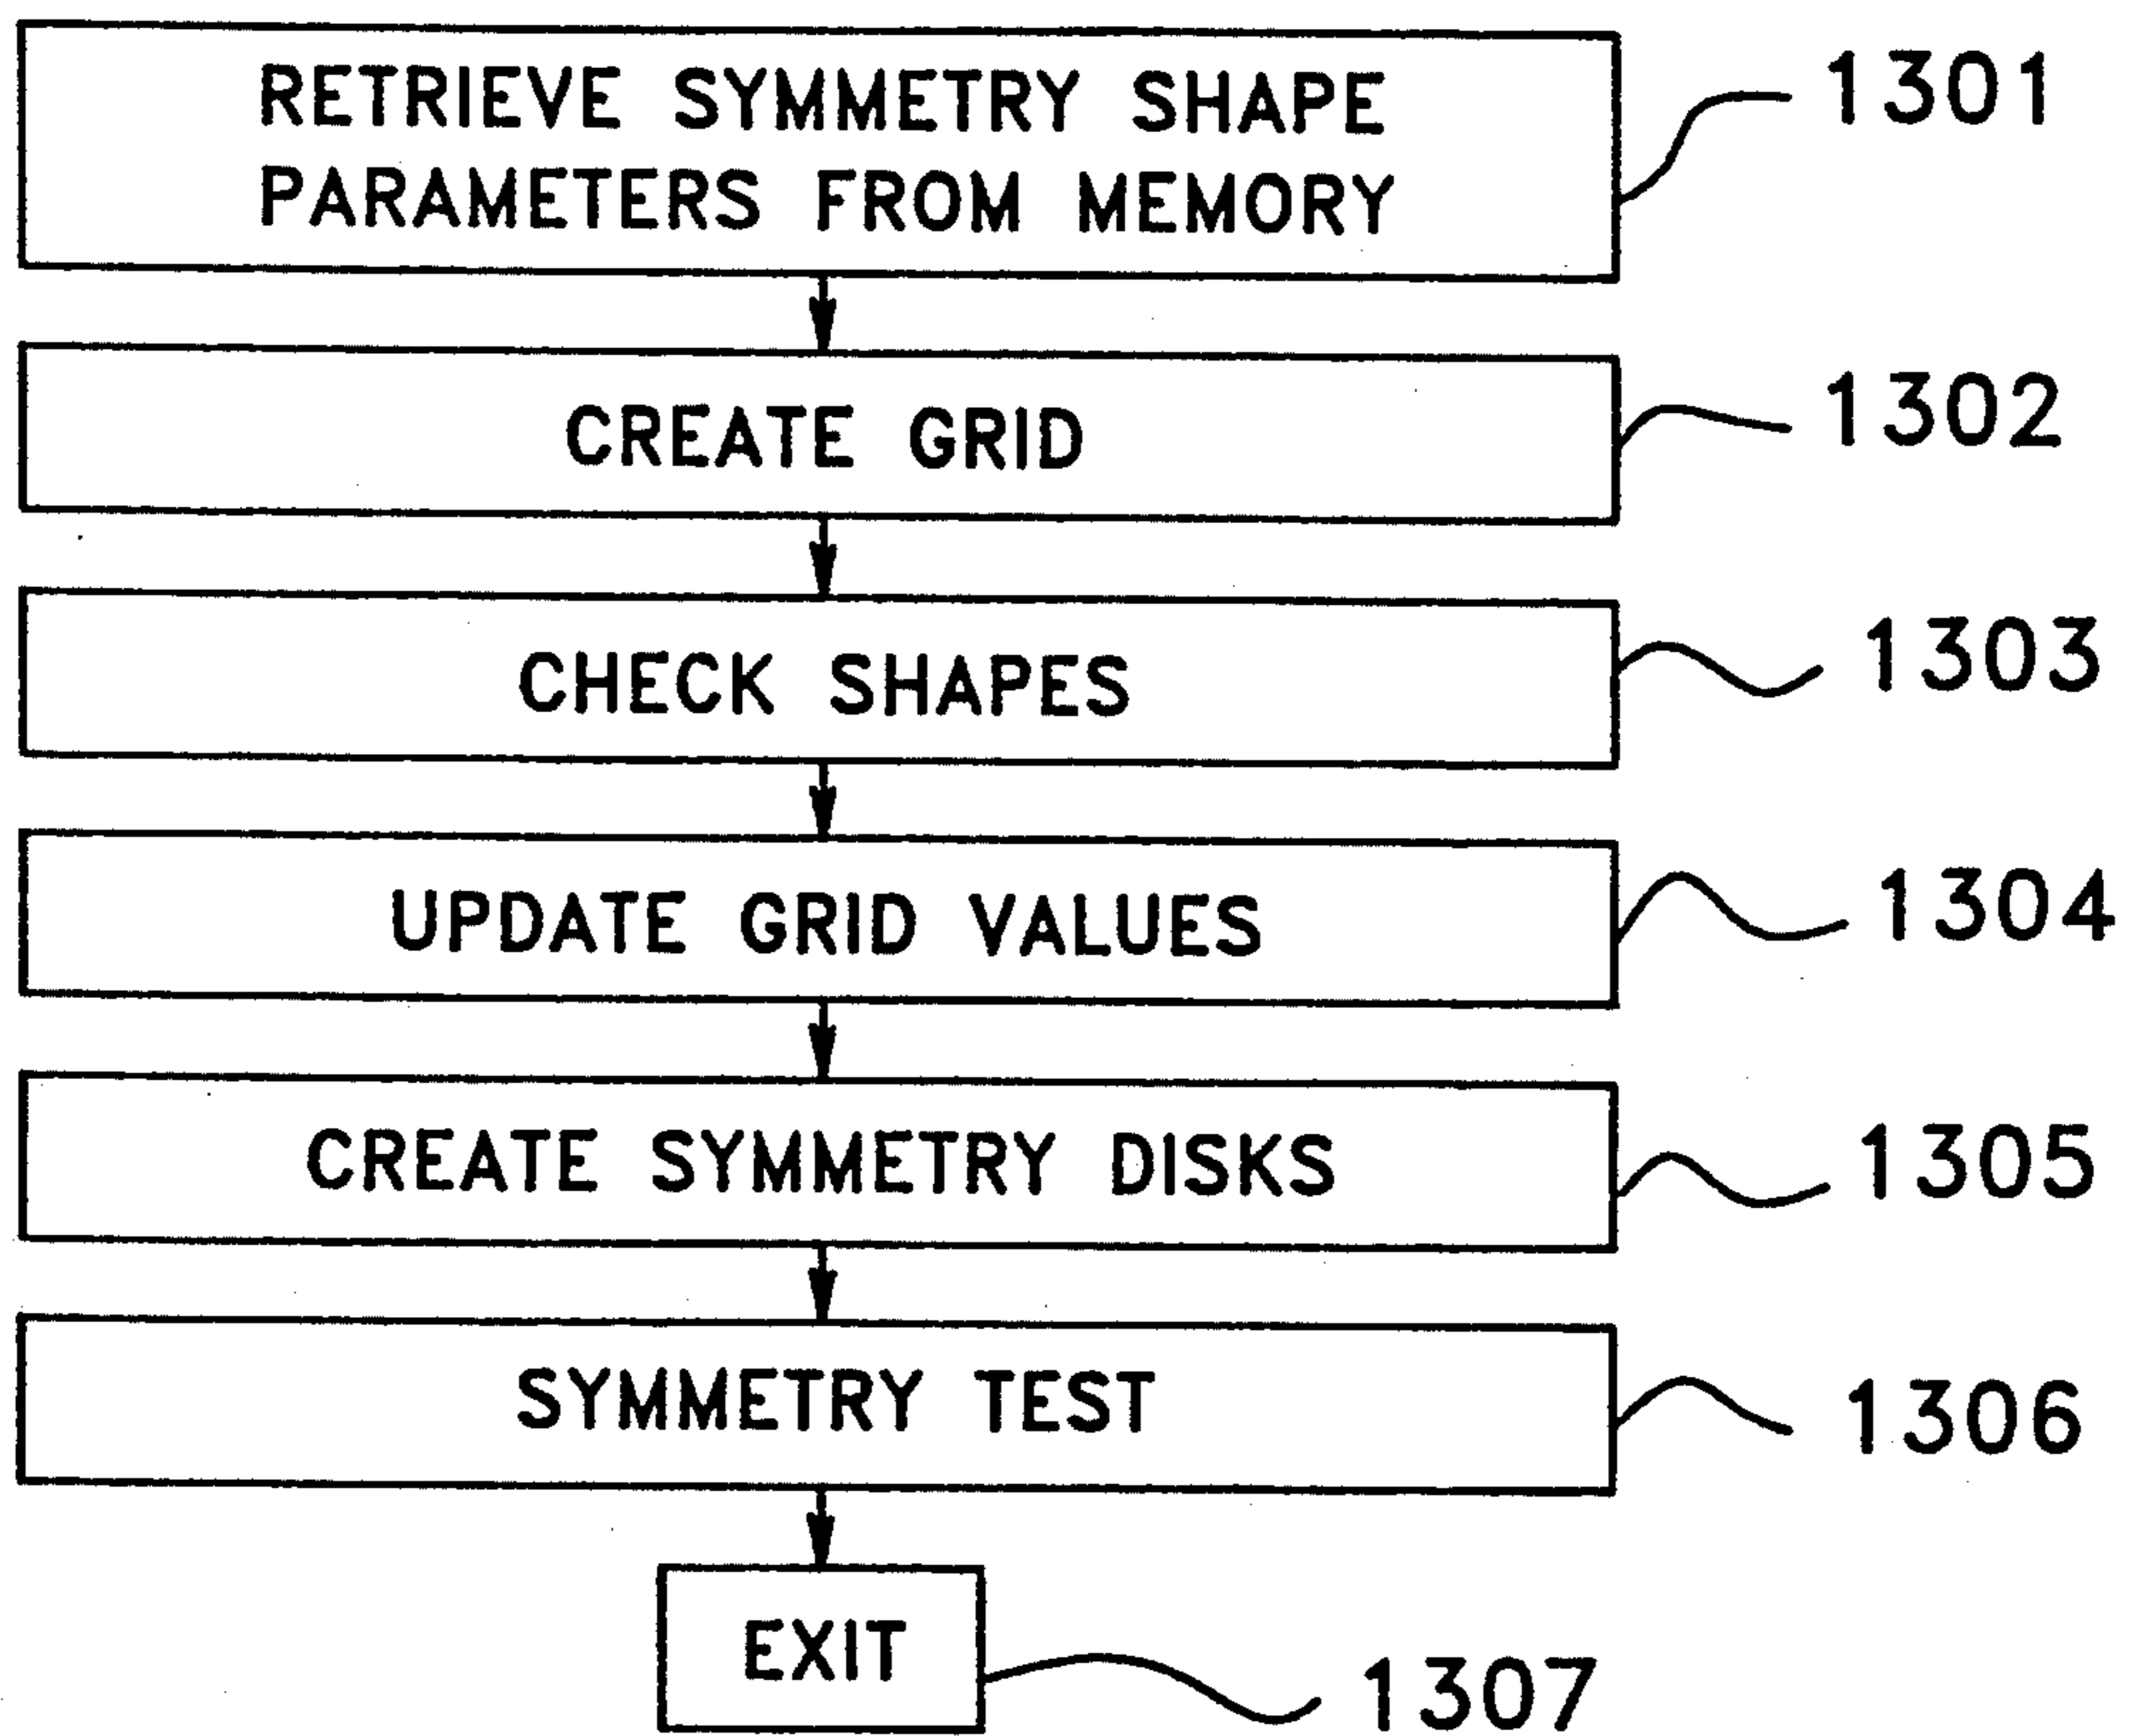 RETRIEVE SYMMETRY SHAPE
PARAMETERS FROM MEMORY
1301
CREATE GRID
1302
CHECK SHAPES
1303
UPDATE GRID VALUES
1304
CREATE SYMMETRY DISKS
1305
SYMMETRY TEST
1306
EXIT
1307